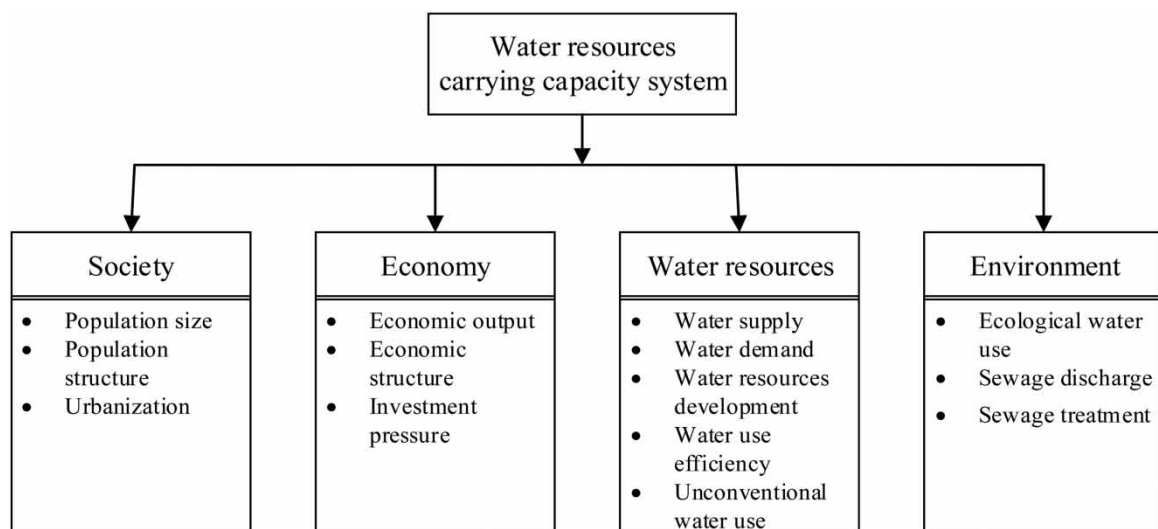 Water resources
carrying capacity system
Society
• Population size
• Population
structure
• Urbanization
Economy
• Economic output
• Economic
structure
• Investment
pressure
Water resources
• Water supply
• Water demand
• Water resources
development
• Water use
efficiency
• Unconventional
water use
Environment
• Ecological water
use
• Sewage discharge
• Sewage treatment